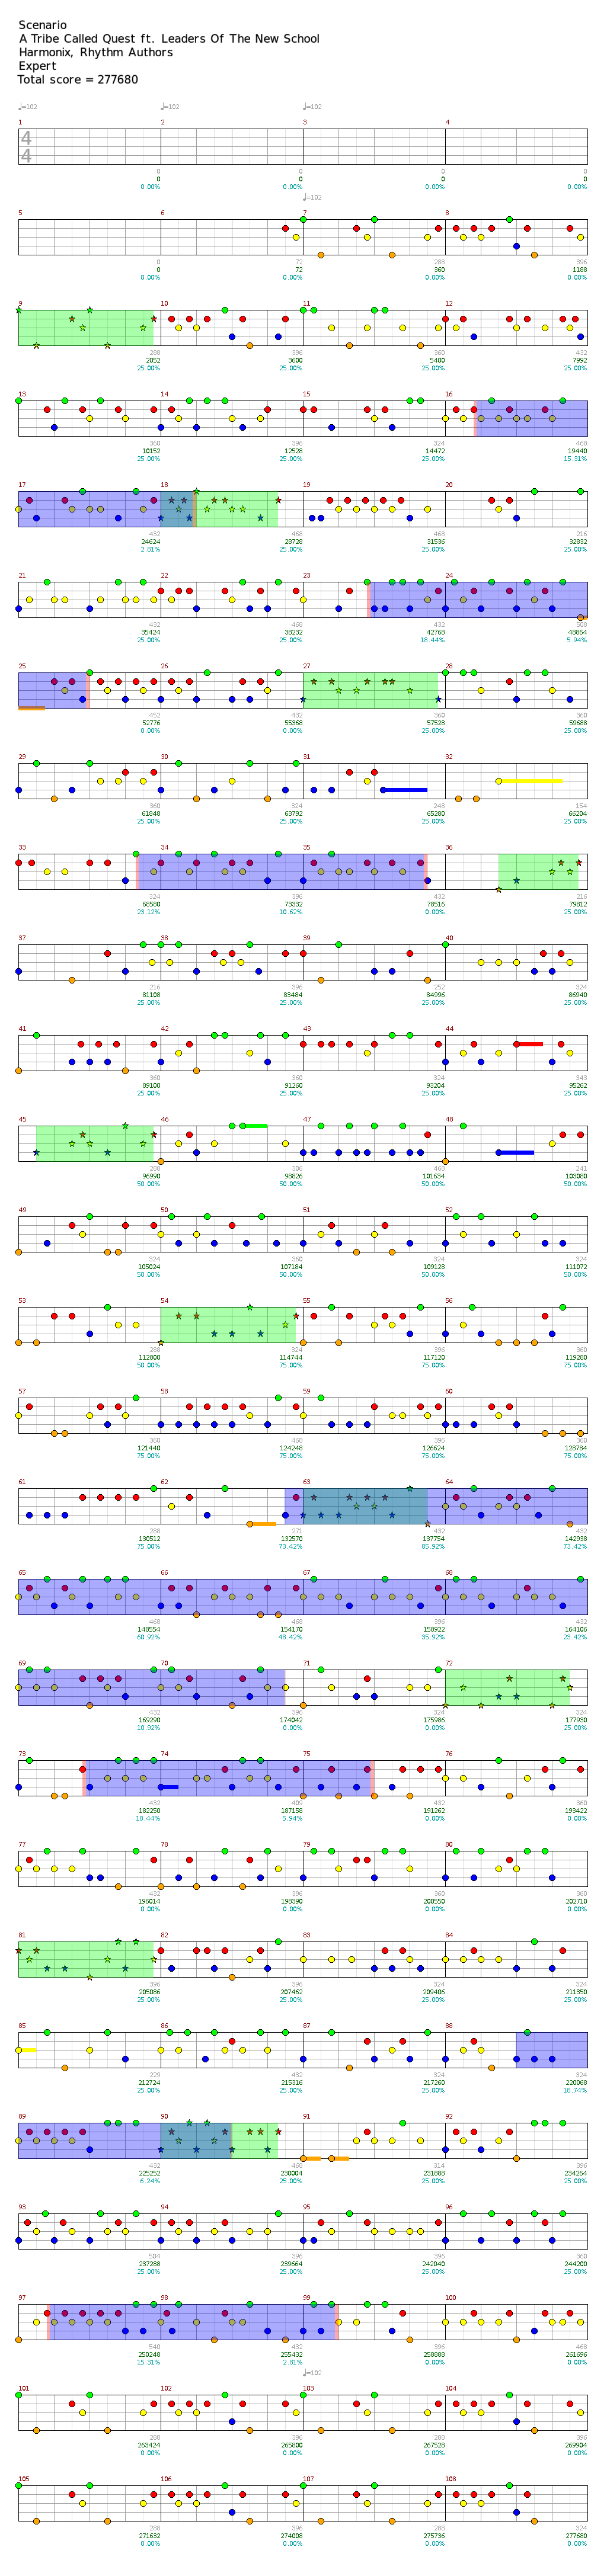 Scenario
A Tribe Called Quest ft. Leaders Of The New School
Harmonix, Rhythm Authors
Expert
Total score = 277680
♩=102 ♩=102 ♩=102
1 2 3 4
4
4
0 0 0 0
0 0 0 0
0.00% 0.00% 0.00% 0.00%
♩=102
5 6 7 8
0 72 288 396
0 72 360 1188
0.00% 0.00% 0.00% 0.00%
9 10 11 12
288 396 360 432
2052 3600 5400 7992
25.00% 25.00% 25.00% 25.00%
13 14 15 16
360 396 324 468
10152 12528 14472 19440
25.00% 25.00% 25.00% 15.31%
17 18 19 20
432 468 468 216
24624 28728 31536 32832
2.81% 25.00% 25.00% 25.00%
21 22 23 24
432 468 432 508
35424 38232 42768 48864
25.00% 25.00% 18.44% 5.94%
25 26 27 28
452 432 360 360
52776 55368 57528 59688
0.00% 0.00% 25.00% 25.00%
29 30 31 32
360 324 248 154
61848 63792 65280 66204
25.00% 25.00% 25.00% 25.00%
33 34 35 36
324 396 432 216
68580 73332 78516 79812
23.12% 10.62% 0.00% 25.00%
37 38 39 40
216 396 252 324
81108 83484 84996 86940
25.00% 25.00% 25.00% 25.00%
41 42 43 44
360 360 324 343
89100 91260 93204 95262
25.00% 25.00% 25.00% 25.00%
45 46 47 48
288 306 468 241
96990 98826 101634 103080
50.00% 50.00% 50.00% 50.00%
49 50 51 52
324 360 324 324
105024 107184 109128 111072
50.00% 50.00% 50.00% 50.00%
53 54 55 56
288 324 396 360
112800 114744 117120 119280
50.00% 75.00% 75.00% 75.00%
57 58 59 60
360 468 396 360
121440 124248 126624 128784
75.00% 75.00% 75.00% 75.00%
61 62 63 64
288 271 432 432
130512 132570 137754 142938
75.00% 73.42% 85.92% 73.42%
65 66 67 68
468 468 396 432
148554 154170 158922 164106
60.92% 48.42% 35.92% 23.42%
69 70 71 72
432 396 324 324
169290 174042 175986 177930
10.92% 0.00% 0.00% 25.00%
73 74 75 76
432 409 432 360
182250 187158 191262 193422
18.44% 5.94% 0.00% 0.00%
77 78 79 80
432 396 360 360
196014 198390 200550 202710
0.00% 0.00% 0.00% 0.00%
81 82 83 84
396 396 324 324
205086 207462 209406 211350
25.00% 25.00% 25.00% 25.00%
85 86 87 88
229 432 324 324
212724 215316 217260 220068
25.00% 25.00% 25.00% 18.74%
89 90 91 92
432 468 314 396
225252 230004 231888 234264
6.24% 25.00% 25.00% 25.00%
93 94 95 96
504 396 396 360
237288 239664 242040 244200
25.00% 25.00% 25.00% 25.00%
97 98 99 100
540 432 396 468
250248 255432 258888 261696
15.31% 2.81% 0.00% 0.00%
♩=102
101 102 103 104
288 396 288 396
263424 265800 267528 269904
0.00% 0.00% 0.00% 0.00%
105 106 107 108
288 396 288 324
271632 274008 275736 277680
0.00% 0.00% 0.00% 0.00%